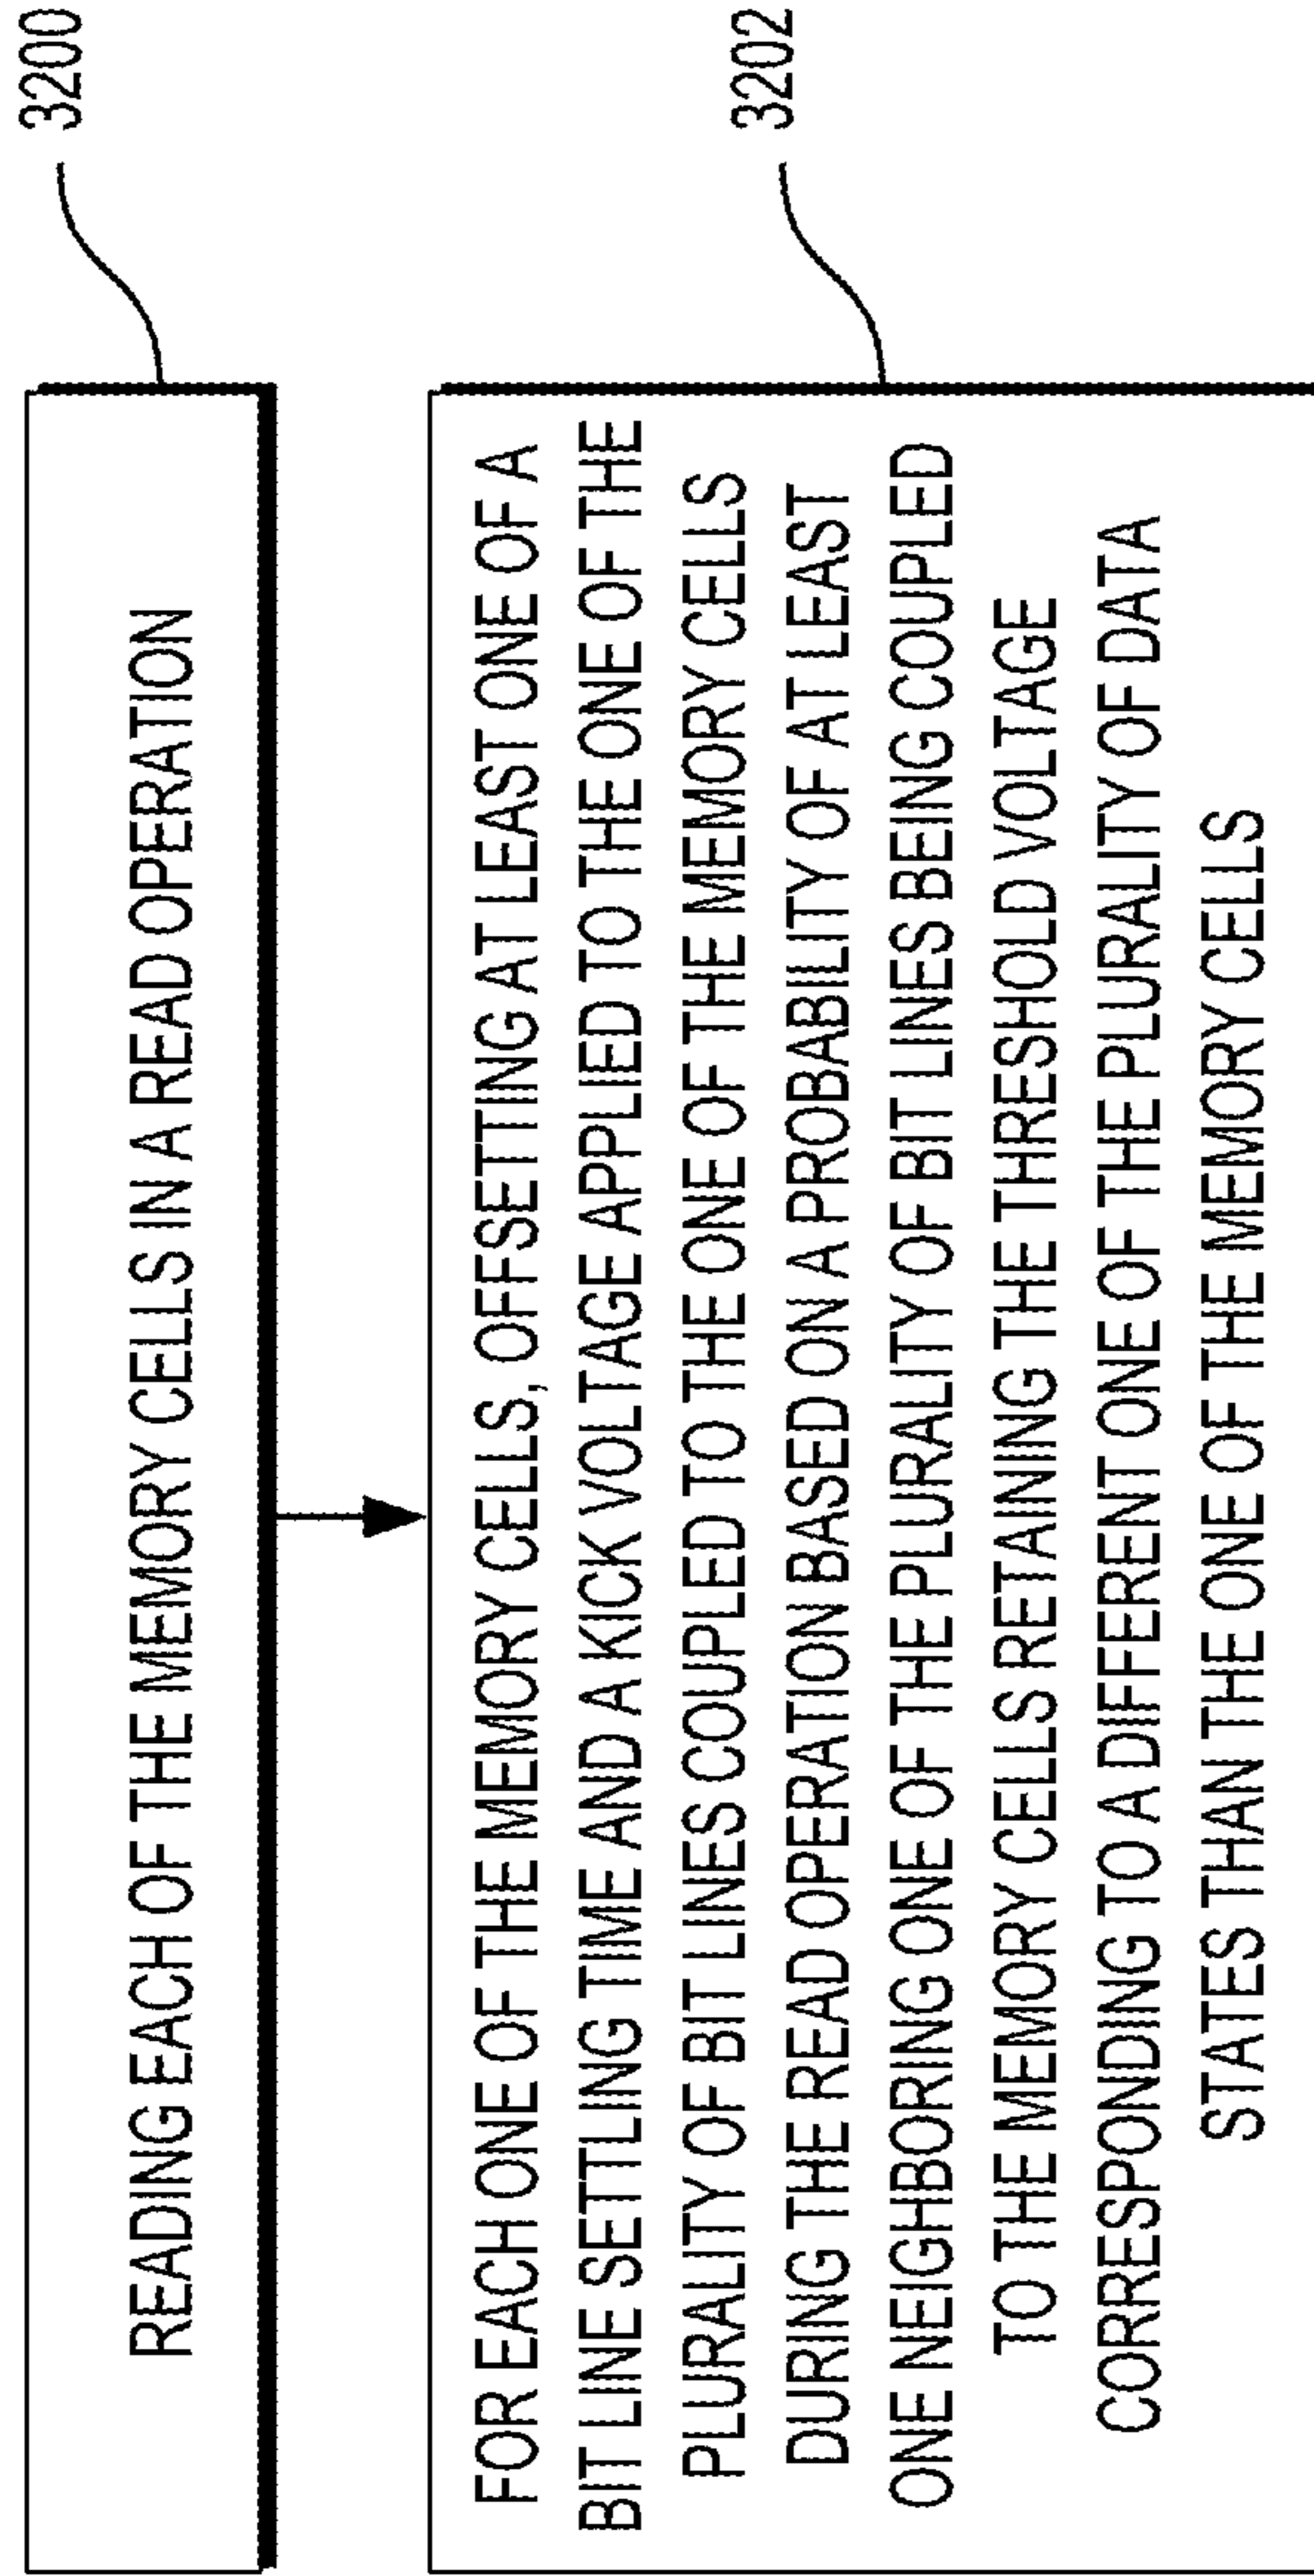 READING EACH OF THE MEMORY CELLS IN A READ OPERATION
3200
FOR EACH ONE OF THE MEMORY CELLS, OFFSETTING AT LEAST ONE OF A
BIT LINE SETTLING TIME AND A KICK VOLTAGE APPLIED TO THE ONE OF THE
PLURALITY OF BIT LINES COUPLED TO THE ONE OF THE MEMORY CELLS
DURING THE READ OPERATION BASED ON A PROBABILITY OF AT LEAST
ONE NEIGHBORING ONE OF THE PLURALITY OF BIT LINES BEING COUPLED
TO THE MEMORY CELLS RETAINING THE THRESHOLD VOLTAGE
CORRESPONDING TO A DIFFERENT ONE OF THE PLURALITY OF DATA
STATES THAN THE ONE OF THE MEMORY CELLS
3202